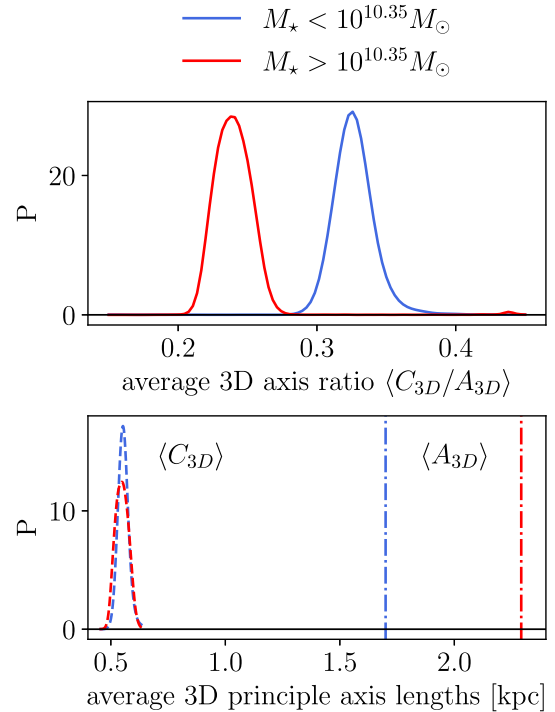 M⋆ < 10^10.35 M⊙
M⋆ > 10^10.35 M⊙
20
P
0
0.2 0.3 0.4
average 3D axis ratio ⟨C3D/A3D⟩
⟨C3D⟩ ⟨A3D⟩
10
P
0
0.5 1.0 1.5 2.0
average 3D principle axis lengths [kpc]